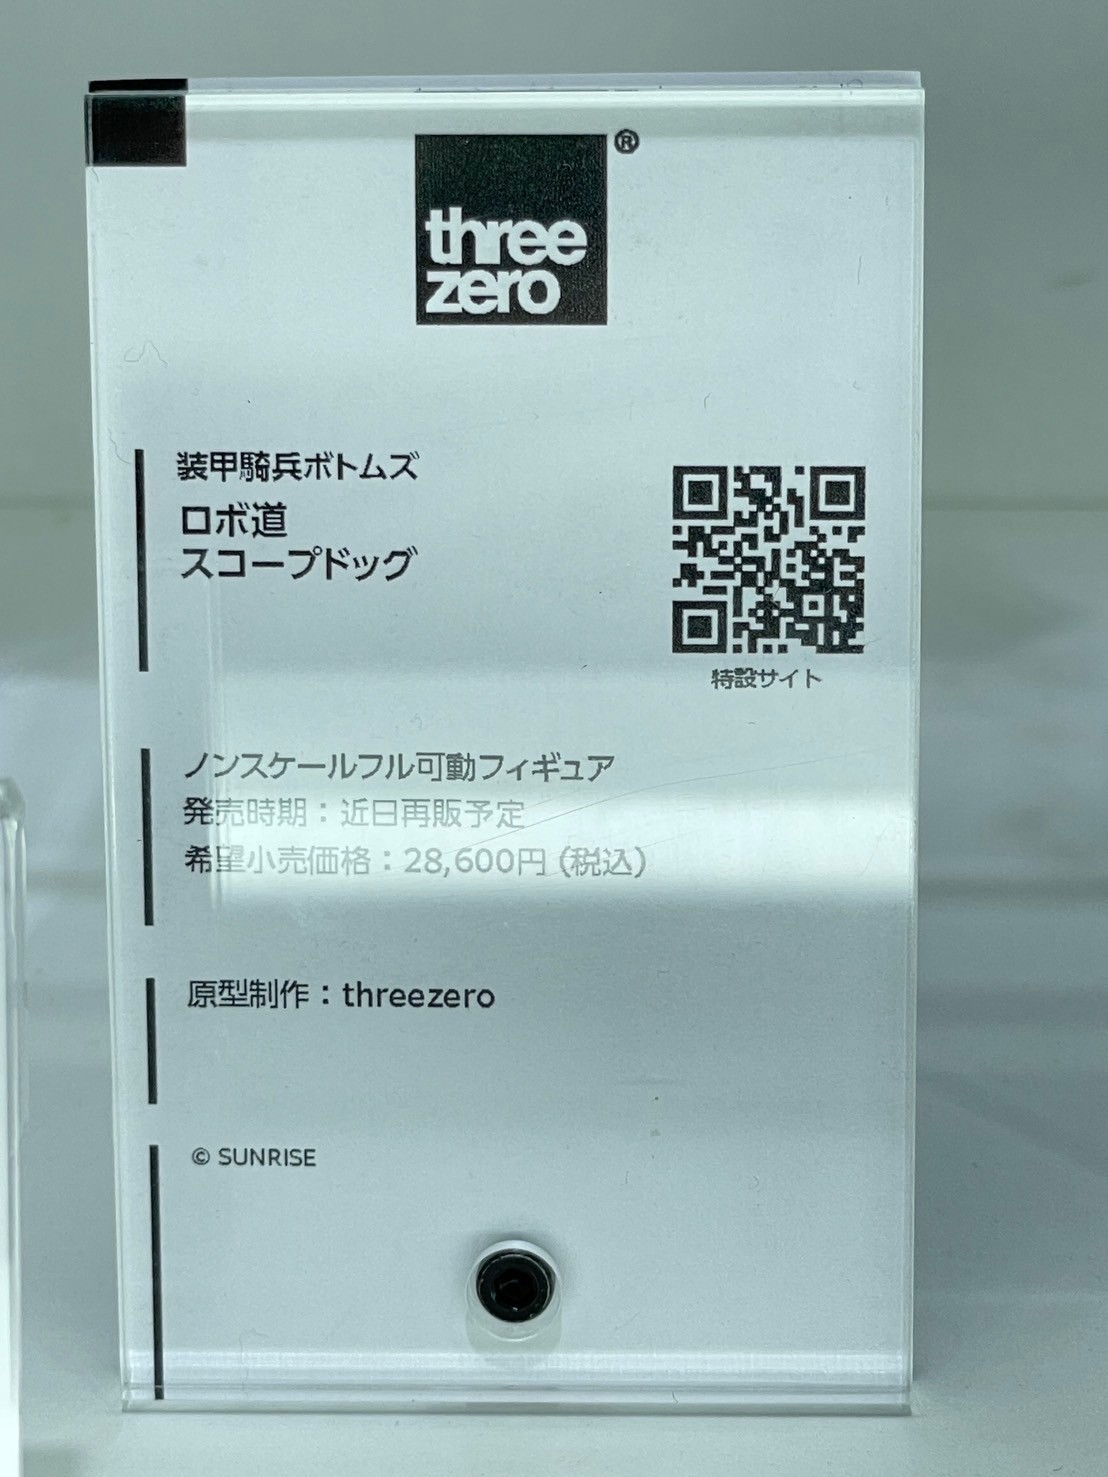 three
zero
®
装甲騎兵ボトムズ
ロボ道
スコープドッグ
特設サイト
ノンスケールフル可動フィギュア
発売時期：近日再販予定
希望小売価格：28,600円（税込）
原型制作：threezero
© SUNRISE